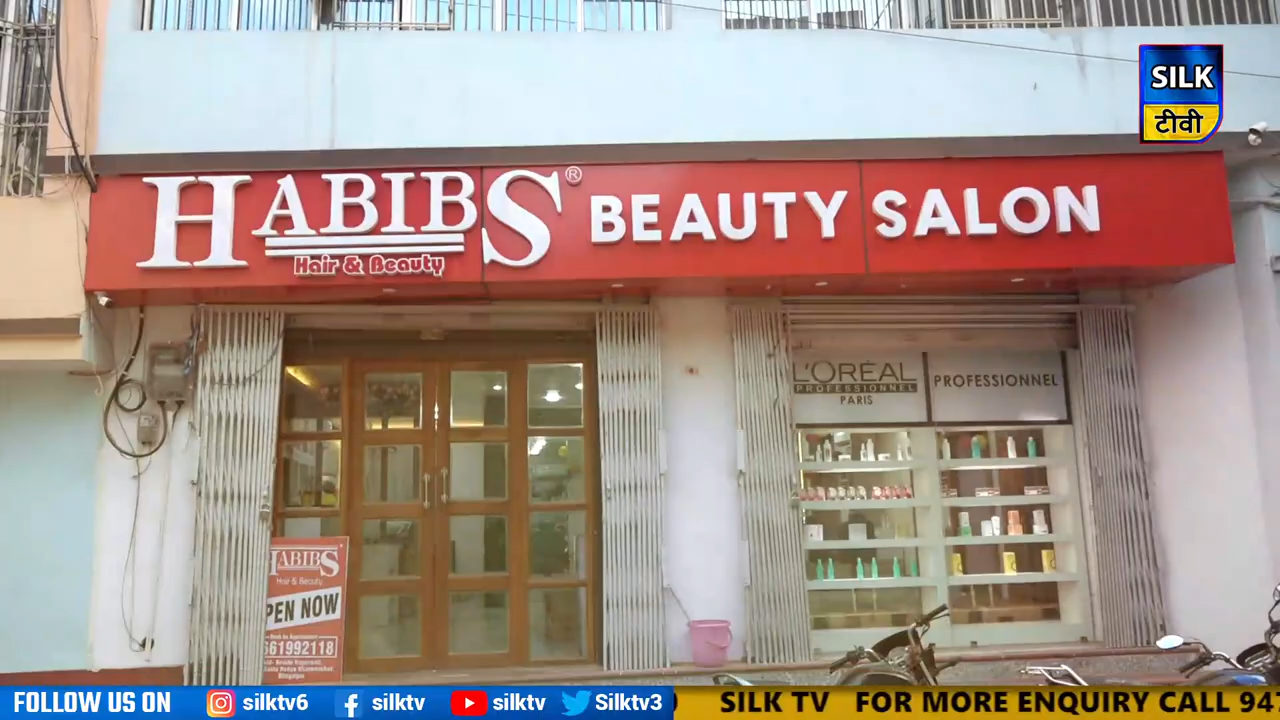 SILK
टीवी
HABIBS® BEAUTY SALON
Hair & Beauty
L'ORÉAL
PROFESSIONNEL
PARIS
PROFESSIONNEL
HABIBS
Hair & Beauty
PEN NOW
661992118
FOLLOW US ON silktv6 silktv silktv Silktv3
SILK TV FOR MORE ENQUIRY CALL 94